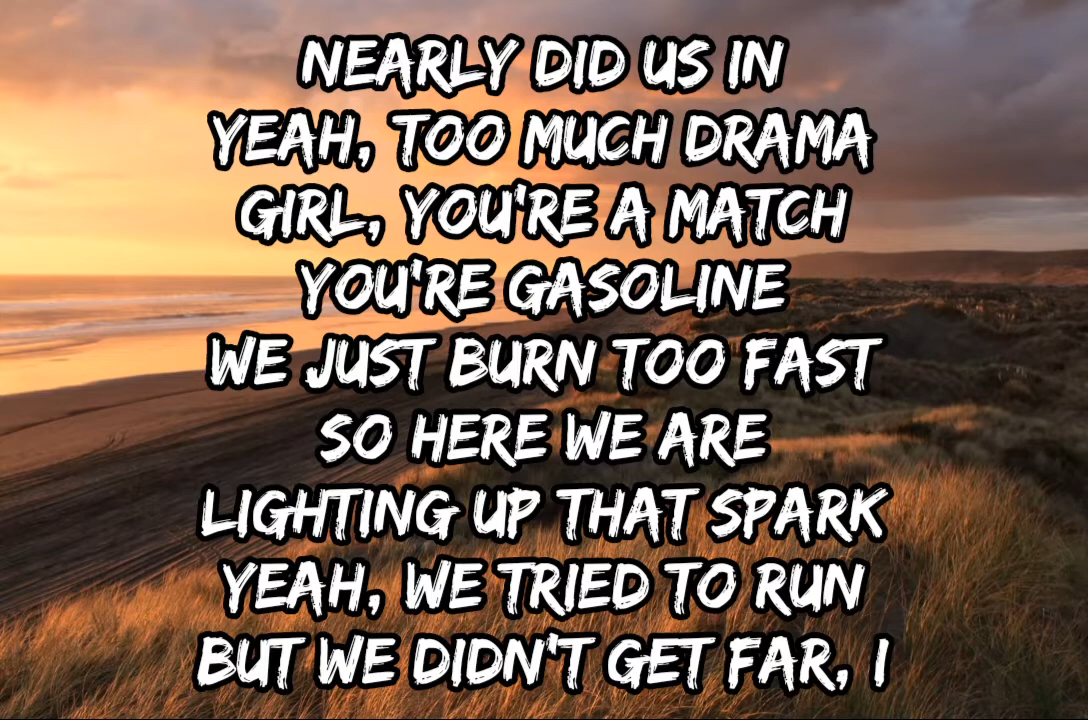 NEARLY DID US IN
YEAH, TOO MUCH DRAMA
GIRL, YOU'RE A MATCH
YOU'RE GASOLINE
WE JUST BURN TOO FAST
SO HERE WE ARE
LIGHTING UP THAT SPARK
YEAH, WE TRIED TO RUN
BUT WE DIDN'T GET FAR, I